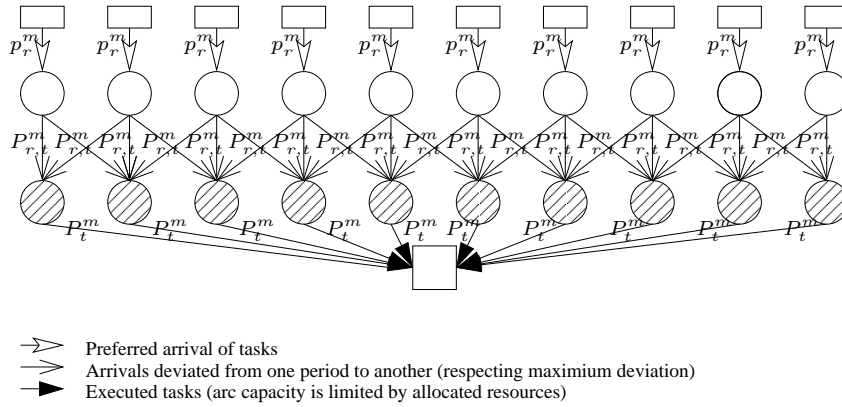 p_r^m p_r^m p_r^m p_r^m p_r^m p_r^m p_r^m p_r^m p_r^m p_r^m
P_{r,t}^m P_{r,t}^m P_{r,t}^m P_{r,t}^m P_{r,t}^m P_{r,t}^m P_{r,t}^m P_{r,t}^m P_{r,t}^m P_{r,t}^m P_{r,t}^m P_{r,t}^m P_{r,t}^m P_{r,t}^m P_{r,t}^m P_{r,t}^m P_{r,t}^m P_{r,t}^m P_{r,t}^m
P_t^m P_t^m P_t^m P_t^m P_t^m P_t^m P_t^m P_t^m P_t^m P_t^m
Preferred arrival of tasks
Arrivals deviated from one period to another (respecting maximium deviation)
Executed tasks (arc capacity is limited by allocated resources)